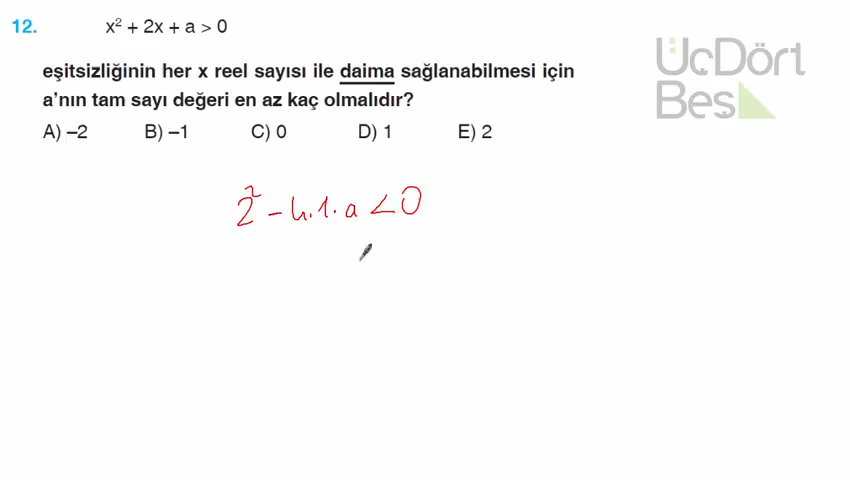 12. x² + 2x + a > 0
ÜçDört
Beş
eşitsizliğinin her x reel sayısı ile daima sağlanabilmesi için
a'nın tam sayı değeri en az kaç olmalıdır?
A) –2 B) –1 C) 0 D) 1 E) 2
2² - 4.1.a < 0